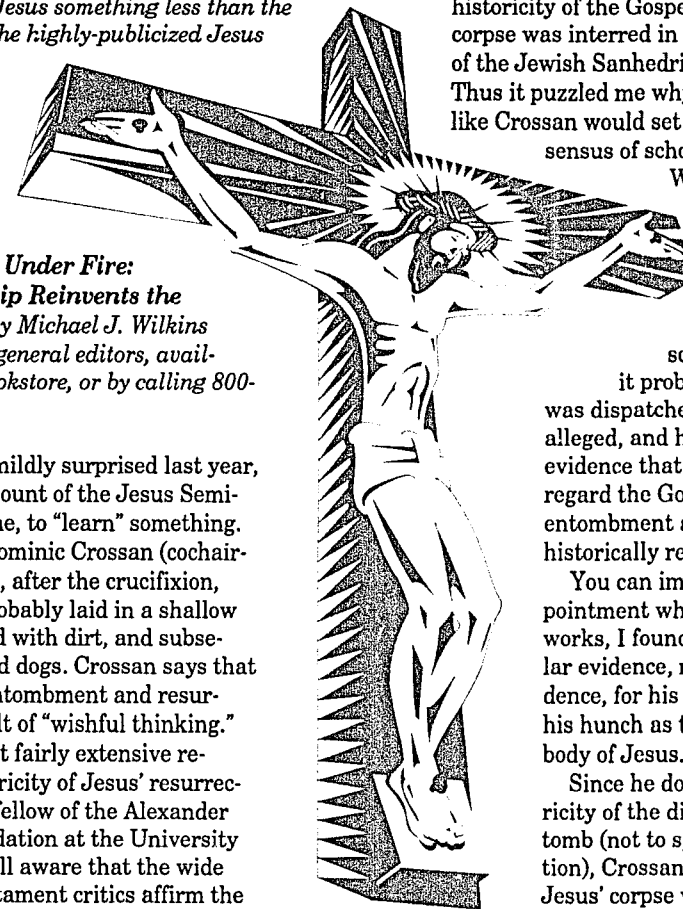 Jesus something less than the
he highly-publicized Jesus
Under Fire:
ip Reinvents the
y Michael J. Wilkins
general editors, avail-
okstore, or by calling 800-
mildly surprised last year,
ount of the Jesus Semi-
ne, to “learn” something.
ominic Crossan (cochair-
, after the crucifixion,
obably laid in a shallow
d with dirt, and subse-
d dogs. Crossan says that
ntombment and resur-
lt of “wishful thinking.”
t fairly extensive re-
ricity of Jesus’ resurrec-
fellow of the Alexander
dation at the University
ll aware that the wide
tament critics affirm the
historicity of the Gospe
corpse was interred in
of the Jewish Sanhedri
Thus it puzzled me wh
like Crossan would set
sensus of scho
W
so
it prob
was dispatche
alleged, and h
evidence that
regard the Go
entombment a
historically re
You can im
pointment wh
works, I found
lar evidence, n
dence, for his
his hunch as t
body of Jesus.
Since he do
ricity of the di
tomb (not to s
tion), Crossan
Jesus’ corpse w